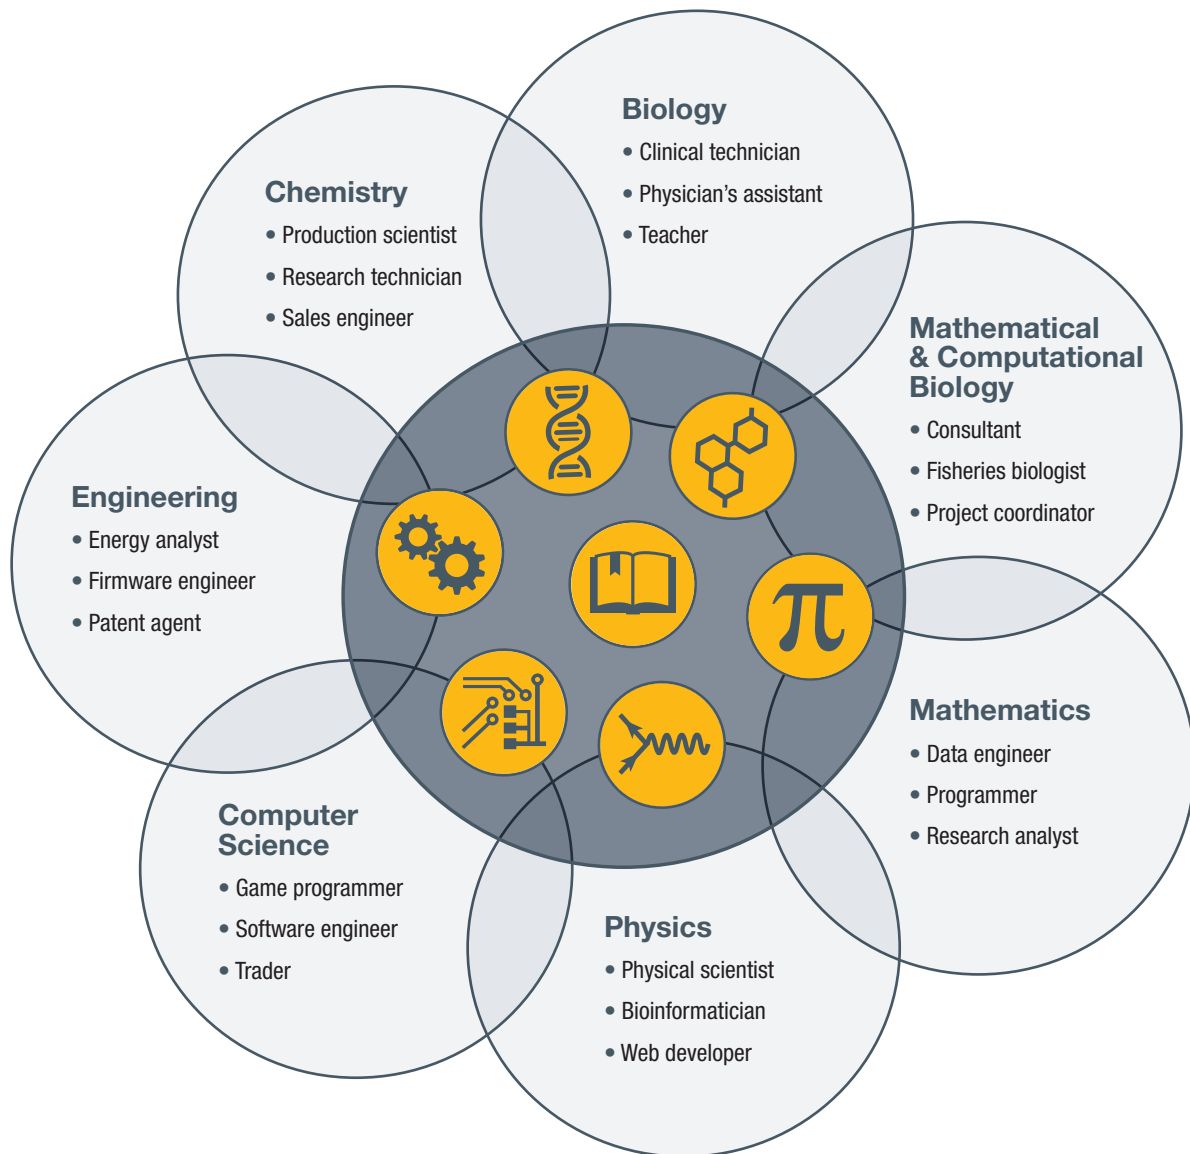 Biology
• Clinical technician
• Physician’s assistant
• Teacher
Chemistry
• Production scientist
• Research technician
• Sales engineer
Mathematical
& Computational
Biology
• Consultant
• Fisheries biologist
• Project coordinator
Engineering
• Energy analyst
• Firmware engineer
• Patent agent
π
Mathematics
• Data engineer
• Programmer
• Research analyst
Computer
Science
• Game programmer
• Software engineer
• Trader
Physics
• Physical scientist
• Bioinformatician
• Web developer